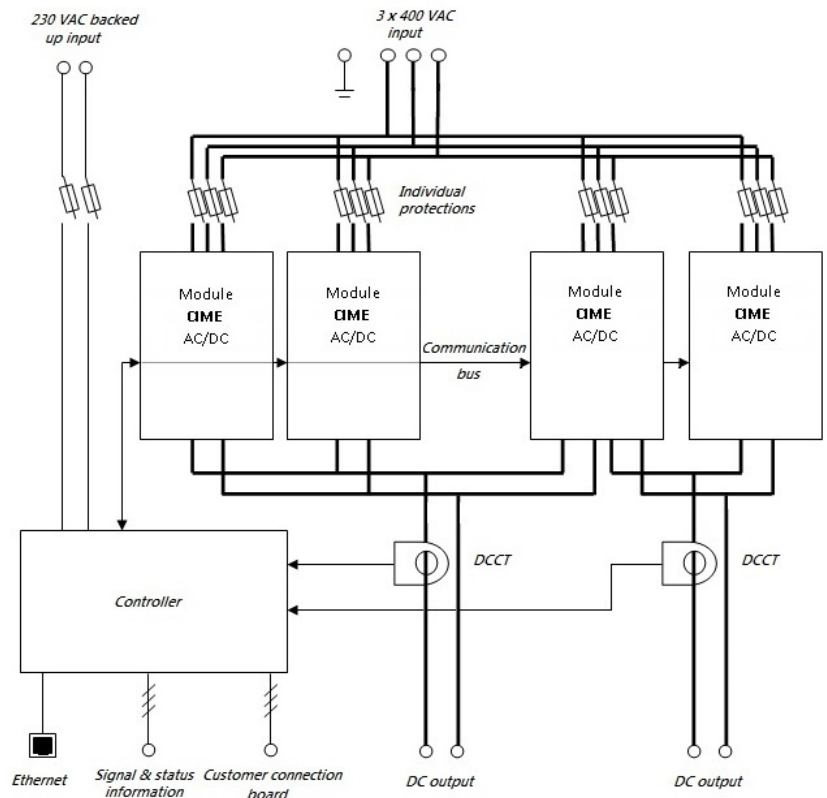 230 VAC backed
up input
3 x 400 VAC
input
Individual
protections
Module
CIME
AC/DC
Module
CIME
AC/DC
Module
CIME
AC/DC
Module
CIME
AC/DC
Communication
bus
DCCT
DCCT
Controller
Ethernet
Signal & status
information
Customer connection
board
DC output
DC output